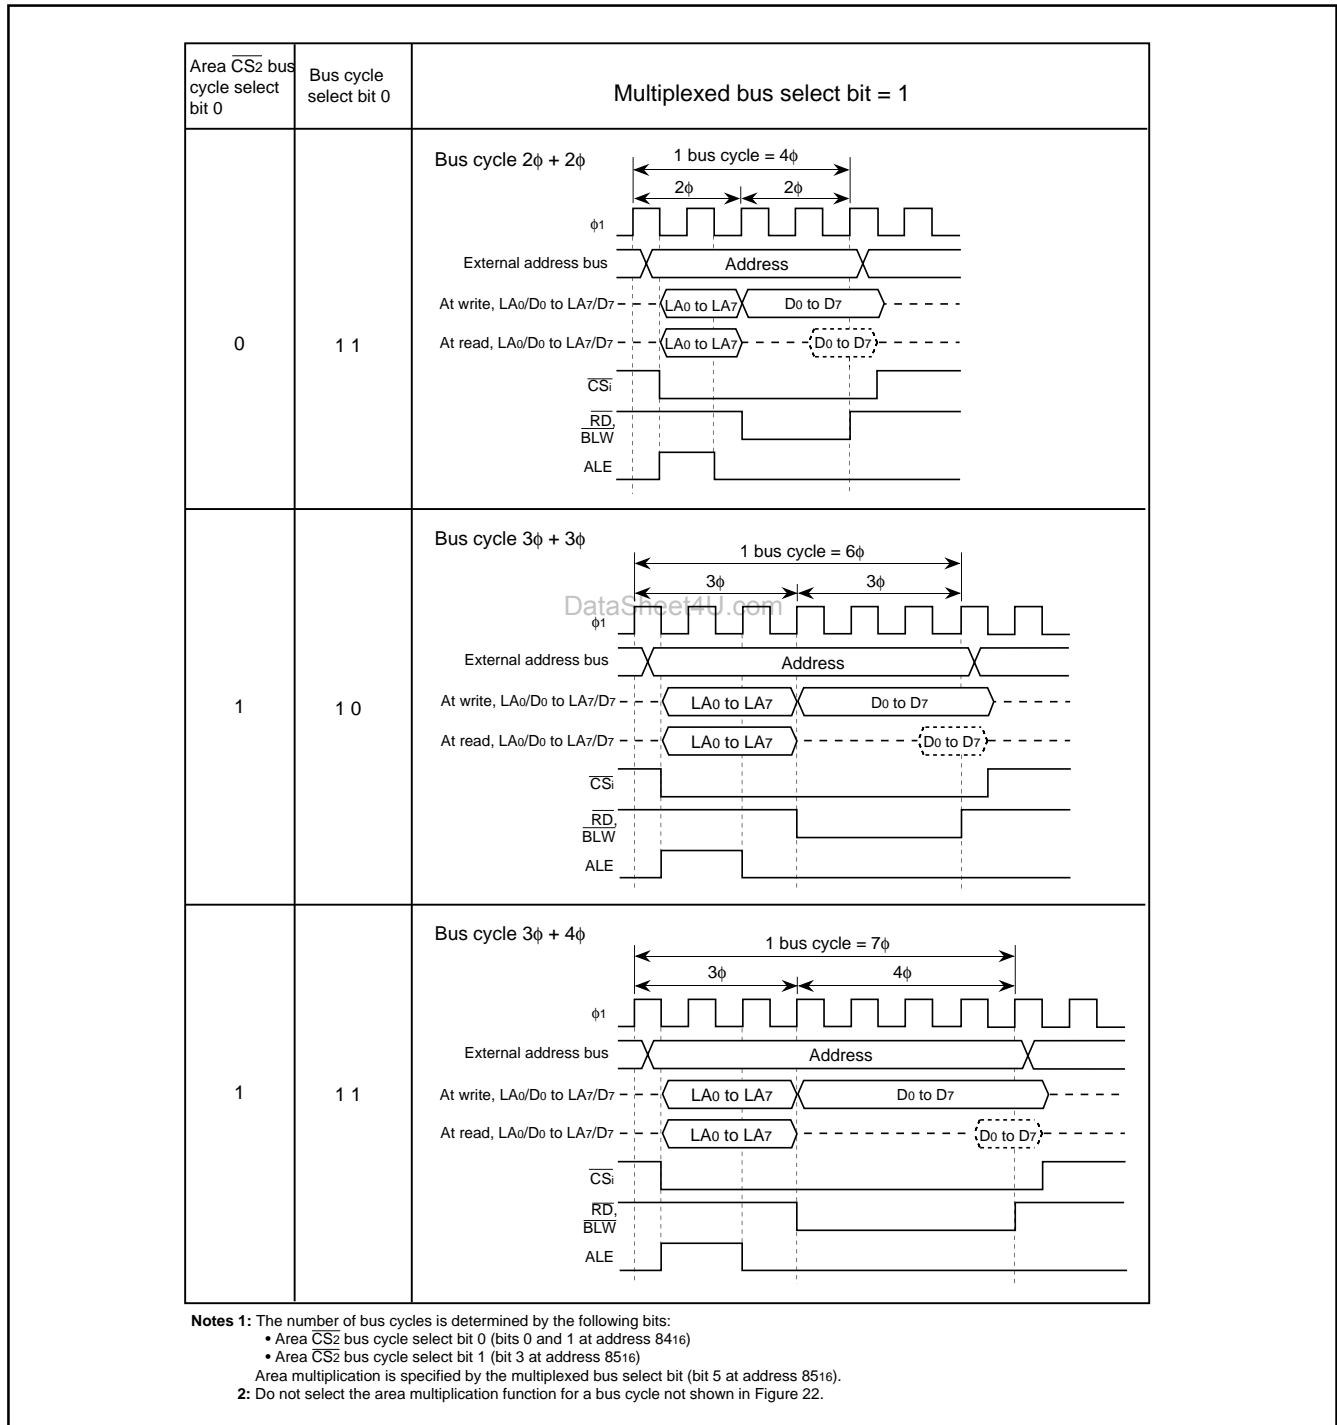 Area CS2 bus
cycle select
bit 0
Bus cycle
select bit 0
Multiplexed bus select bit = 1
0
1 1
Bus cycle 2ϕ + 2ϕ
1 bus cycle = 4ϕ
2ϕ
2ϕ
ϕ1
External address bus
Address
At write, LA0/D0 to LA7/D7
LA0 to LA7
D0 to D7
At read, LA0/D0 to LA7/D7
LA0 to LA7
D0 to D7
CSi
RD,
BLW
ALE
1
1 0
Bus cycle 3ϕ + 3ϕ
1 bus cycle = 6ϕ
3ϕ
3ϕ
DataSheet4U.com
ϕ1
External address bus
Address
At write, LA0/D0 to LA7/D7
LA0 to LA7
D0 to D7
At read, LA0/D0 to LA7/D7
LA0 to LA7
D0 to D7
CSi
RD,
BLW
ALE
1
1 1
Bus cycle 3ϕ + 4ϕ
1 bus cycle = 7ϕ
3ϕ
4ϕ
ϕ1
External address bus
Address
At write, LA0/D0 to LA7/D7
LA0 to LA7
D0 to D7
At read, LA0/D0 to LA7/D7
LA0 to LA7
D0 to D7
CSi
RD,
BLW
ALE
Notes 1: The number of bus cycles is determined by the following bits:
• Area CS2 bus cycle select bit 0 (bits 0 and 1 at address 8416)
• Area CS2 bus cycle select bit 1 (bit 3 at address 8516)
Area multiplication is specified by the multiplexed bus select bit (bit 5 at address 8516).
2: Do not select the area multiplication function for a bus cycle not shown in Figure 22.